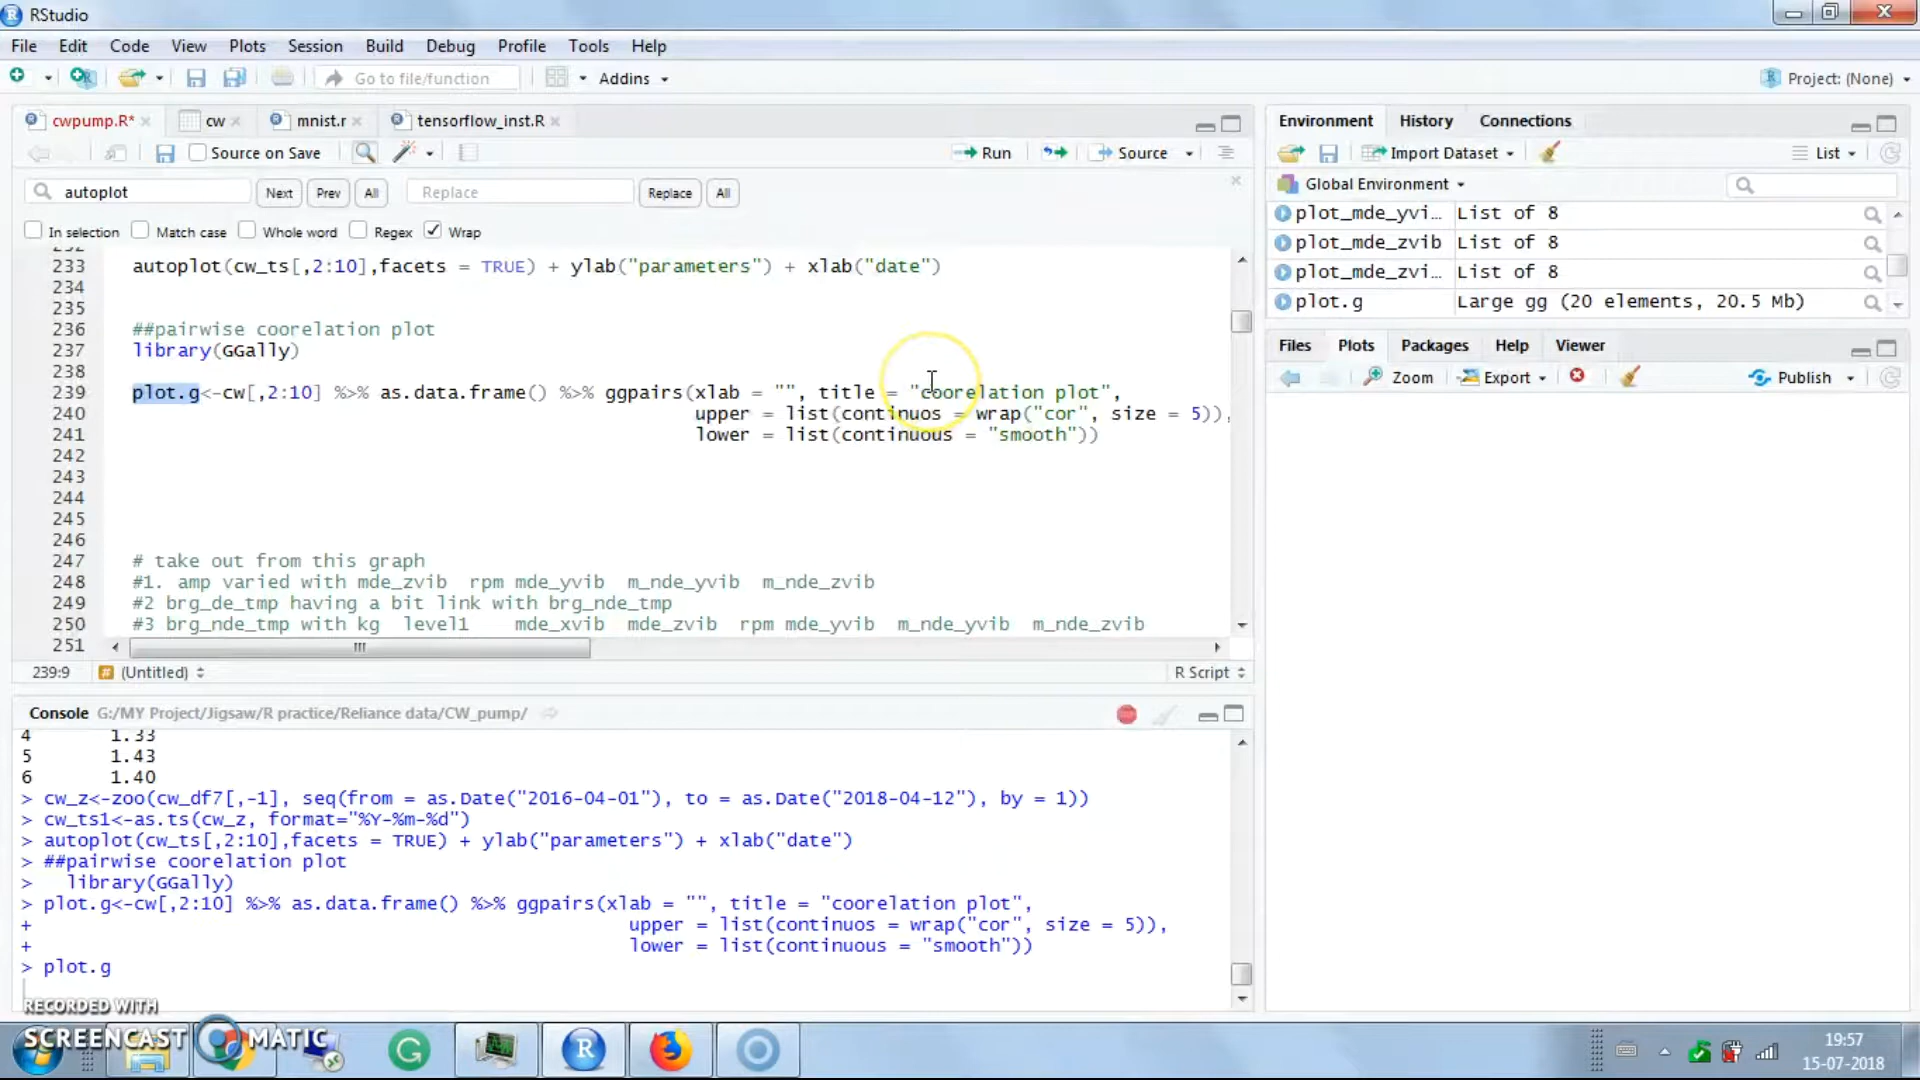 RStudio
File Edit Code View Plots Session Build Debug Profile Tools Help
Go to file/function Addins Project: (None)
cwpump.R* cw mnist.r tensorflow_inst.R
Source on Save Run Source
autoplot Next Prev All Replace Replace All
In selection Match case Whole word Regex Wrap
233 autoplot(cw_ts[,2:10],facets = TRUE) + ylab("parameters") + xlab("date")
234
235
236 ##pairwise coorelation plot
237 library(GGally)
238
239 plot.g<-cw[,2:10] %>% as.data.frame() %>% ggpairs(xlab = "", title = "coorelation plot",
240 upper = list(continuos = wrap("cor", size = 5)),
241 lower = list(continuous = "smooth"))
242
243
244
245
246
247 # take out from this graph
248 #1. amp varied with mde_zvib rpm mde_yvib m_nde_yvib m_nde_zvib
249 #2 brg_de_tmp having a bit link with brg_nde_tmp
250 #3 brg_nde_tmp with kg level1 mde_xvib mde_zvib rpm mde_yvib m_nde_yvib m_nde_zvib
251
239:9 (Untitled) R Script
Console G:/MY Project/Jigsaw/R practice/Reliance data/CW_pump/
4 1.33
5 1.43
6 1.40
> cw_z<-zoo(cw_df7[,-1], seq(from = as.Date("2016-04-01"), to = as.Date("2018-04-12"), by = 1))
> cw_ts1<-as.ts(cw_z, format="%Y-%m-%d")
> autoplot(cw_ts[,2:10],facets = TRUE) + ylab("parameters") + xlab("date")
> ##pairwise coorelation plot
> library(GGally)
> plot.g<-cw[,2:10] %>% as.data.frame() %>% ggpairs(xlab = "", title = "coorelation plot",
+ upper = list(continuos = wrap("cor", size = 5)),
+ lower = list(continuous = "smooth"))
> plot.g
Environment History Connections
Import Dataset List
Global Environment
plot_mde_yvi... List of 8
plot_mde_zvib List of 8
plot_mde_zvi... List of 8
plot.g Large gg (20 elements, 20.5 Mb)
Files Plots Packages Help Viewer
Zoom Export Publish
RECORDED WITH
SCREENCAST MATIC
19:57
15-07-2018